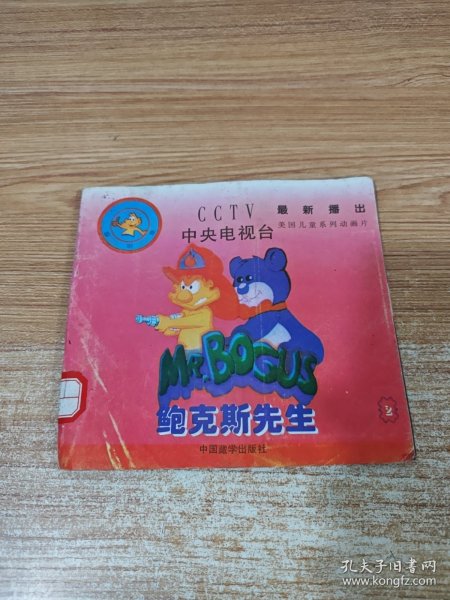 CCTV 最新播出
中央电视台 美国儿童系列动画片
Mr. BOGUS
鲍克斯先生
2
中国藏学出版社
孔夫子旧书网
www.kongfz.com